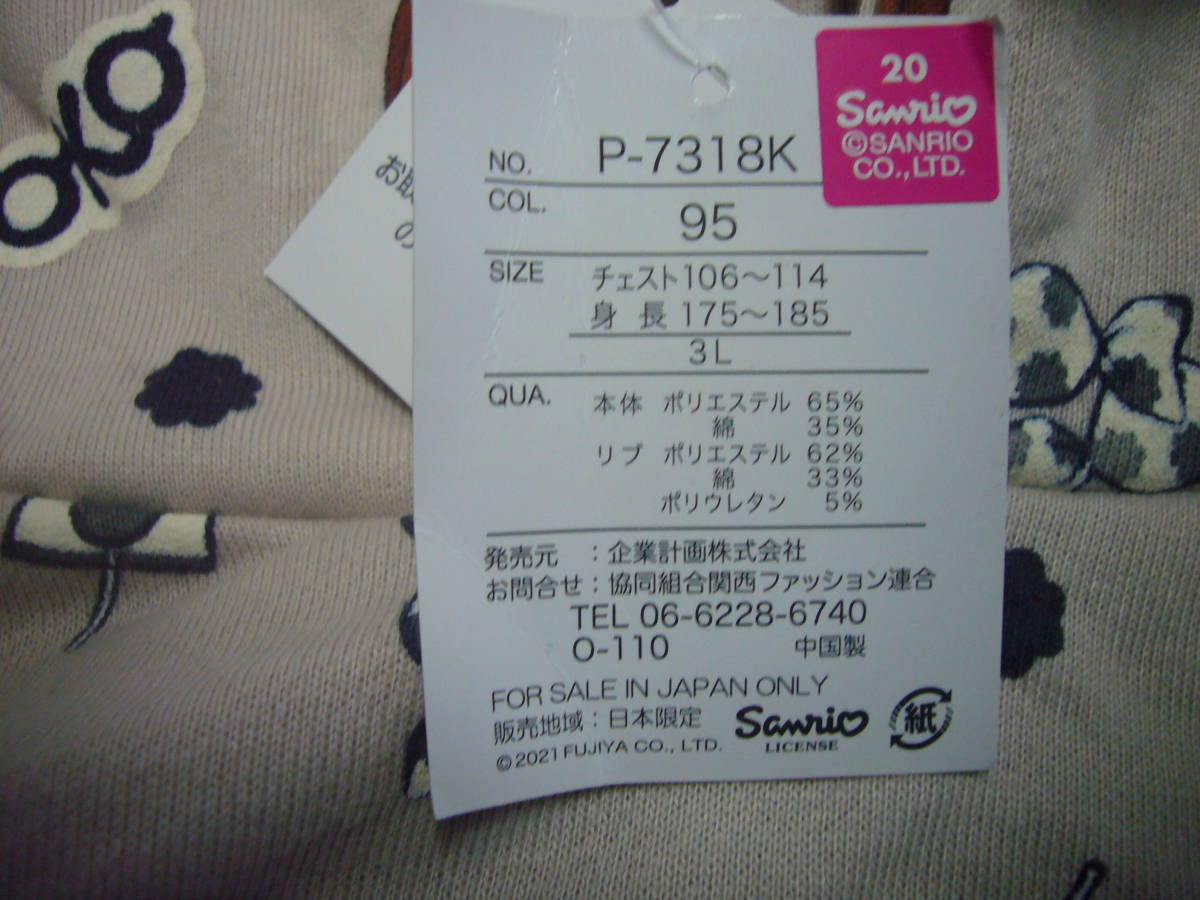 20
Sanrio
©SANRIO
CO.,LTD.
NO. P-7318K
COL. 95
SIZE チェスト106～114
身 長 175～185
3L
QUA. 本体 ポリエステル 65%
綿 35%
リブ ポリエステル 62%
綿 33%
ポリウレタン 5%
発売元 : 企業計画株式会社
お問合せ : 協同組合関西ファッション連合
TEL 06-6228-6740
O-110 中国製
FOR SALE IN JAPAN ONLY
販売地域 : 日本限定
©2021 FUJIYA CO., LTD.
Sanrio
LICENSE
紙
お取
の